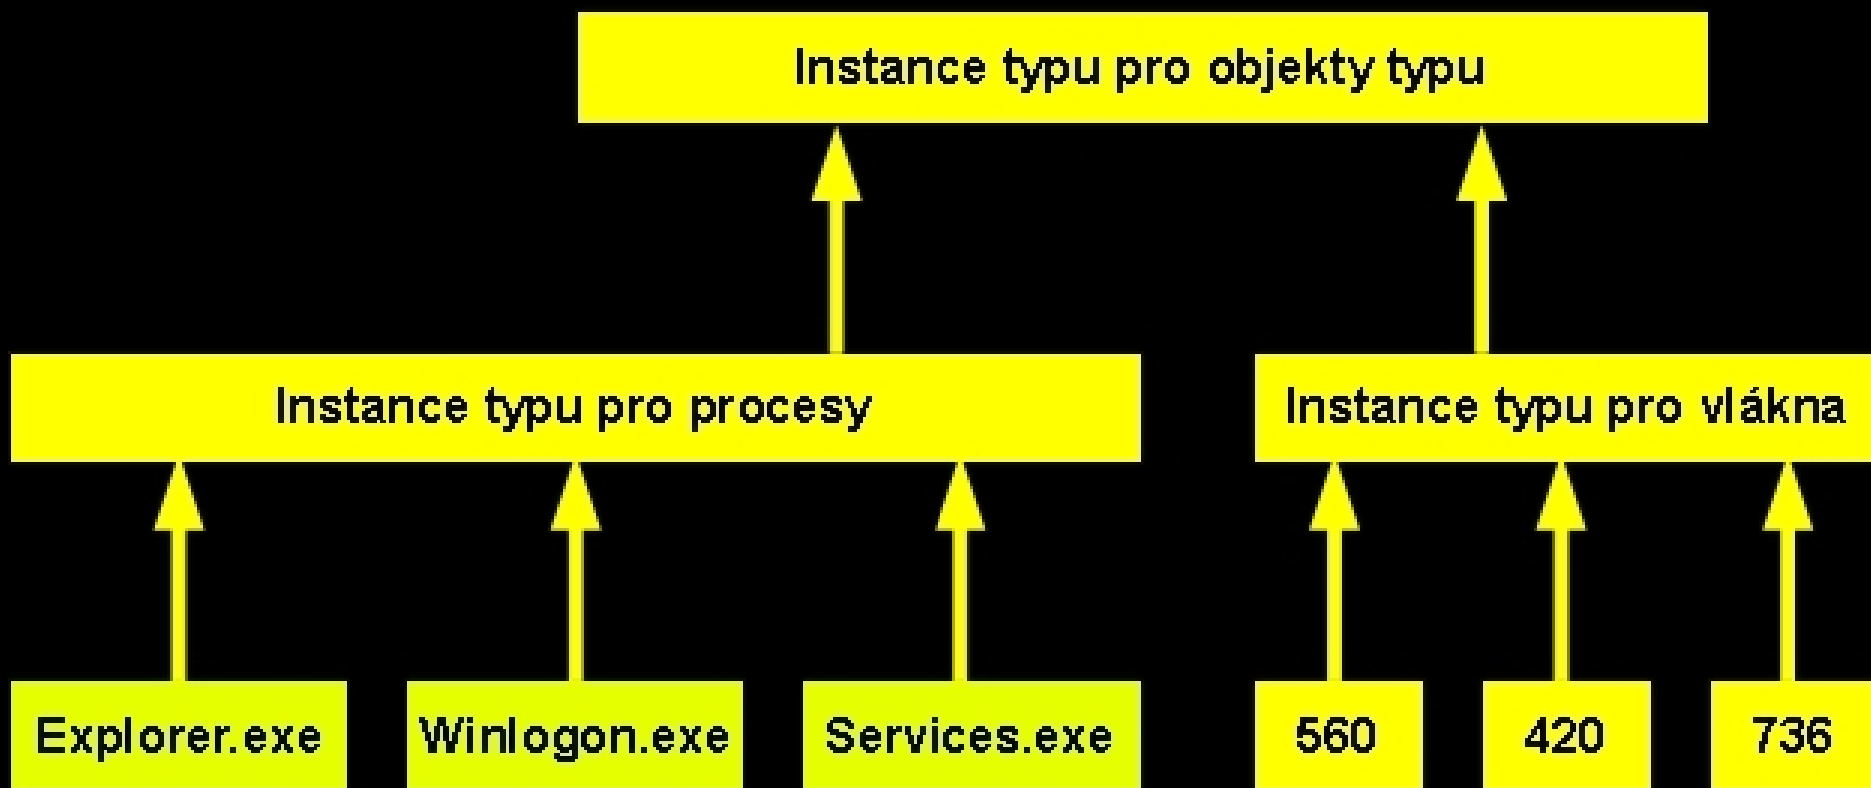 Instance typu pro objekty typu
Instance typu pro procesy
Instance typu pro vlákna
Explorer.exe
Winlogon.exe
Services.exe
560
420
736